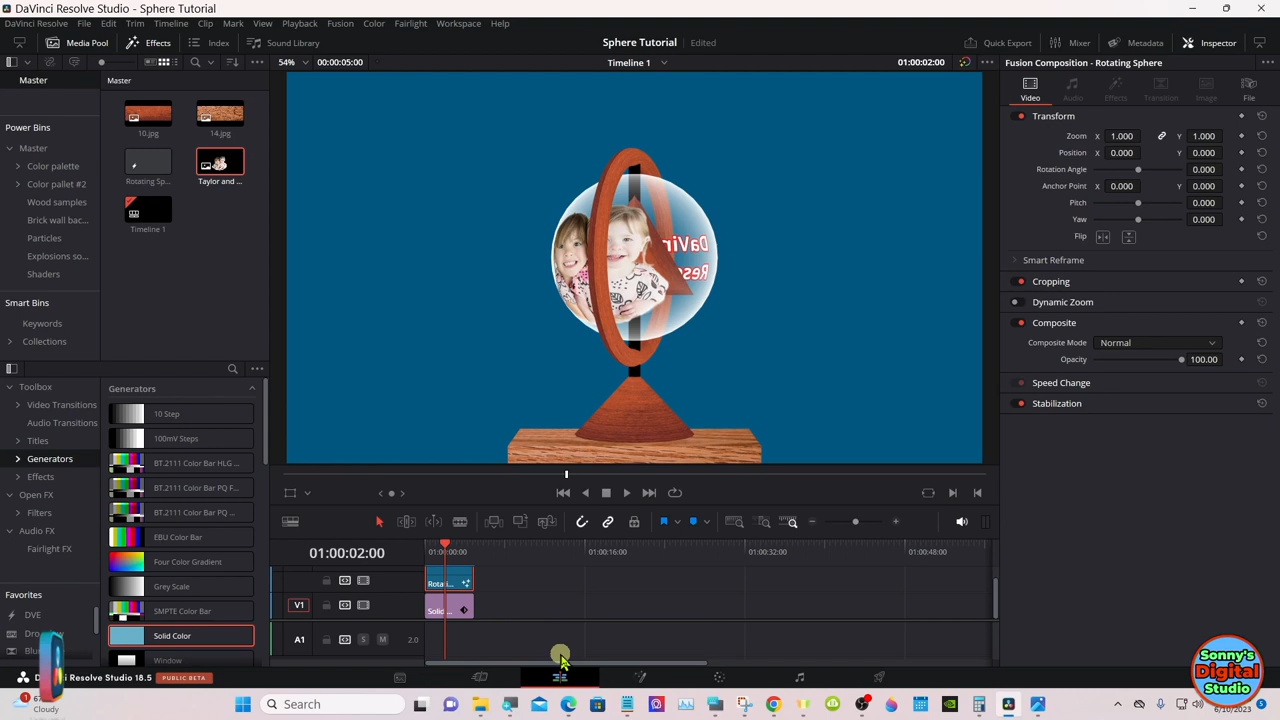 DaVinci Resolve Studio - Sphere Tutorial
DaVinci Resolve File Edit Trim Timeline Clip Mark View Playback Fusion Color Fairlight Workspace Help
Media Pool Effects Index Sound Library Sphere Tutorial Edited Quick Export Mixer Metadata Inspector
54% 00:00:05:00 Timeline 1 01:00:02:00 Fusion Composition - Rotating Sphere
Master Master
Video Audio Effects Transition Image File
Transform
Power Bins
10.jpg 14.jpg
Zoom X 1.000 Y 1.000
Master
Position X 0.000 Y 0.000
Color palette
Rotation Angle 0.000
Color pallet #2
Rotating Sp... Taylor and ...
Anchor Point X 0.000 Y 0.000
Wood samples
Pitch 0.000
Brick wall bac...
Yaw 0.000
Particles
Timeline 1
Flip
Explosions so...
Smart Reframe
Shaders
Cropping
Smart Bins
Dynamic Zoom
Keywords
Composite
Collections
Composite Mode Normal
Opacity 100.00
Speed Change
Stabilization
DaVin
Reso
Toolbox Generators
Video Transitions 10 Step
Audio Transitions
Titles 100mV Steps
Generators BT.2111 Color Bar HLG ...
Effects BT.2111 Color Bar PQ F...
Open FX
Filters BT.2111 Color Bar PQ ...
Audio FX EBU Color Bar
Fairlight FX Four Color Gradient
Grey Scale
Favorites SMPTE Color Bar
DVE
Solid Color
Window
01:00:02:00 01:00:00:00 01:00:16:00 01:00:32:00 01:00:48:00
Rotati...
V1 Solid ...
A1 S M 2.0
DaVinci Resolve Studio 18.5 PUBLIC BETA
Cloudy
Search
6/10/2023
Sonny's
Digital
Studio